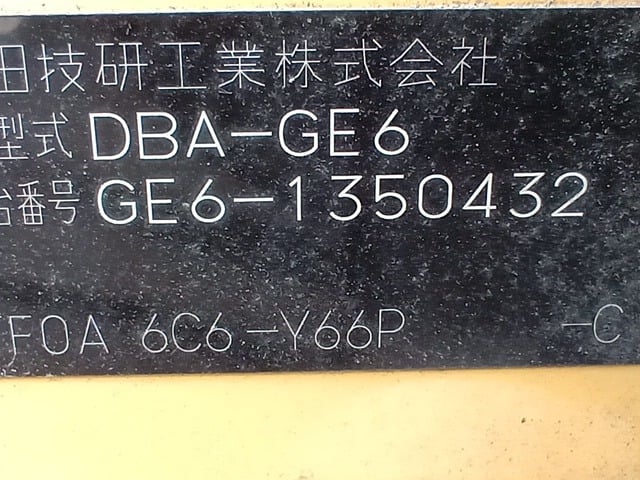 田技研工業株式会社
型式 DBA-GE6
台番号 GE6-1350432
F0A 6C6-Y66P -C